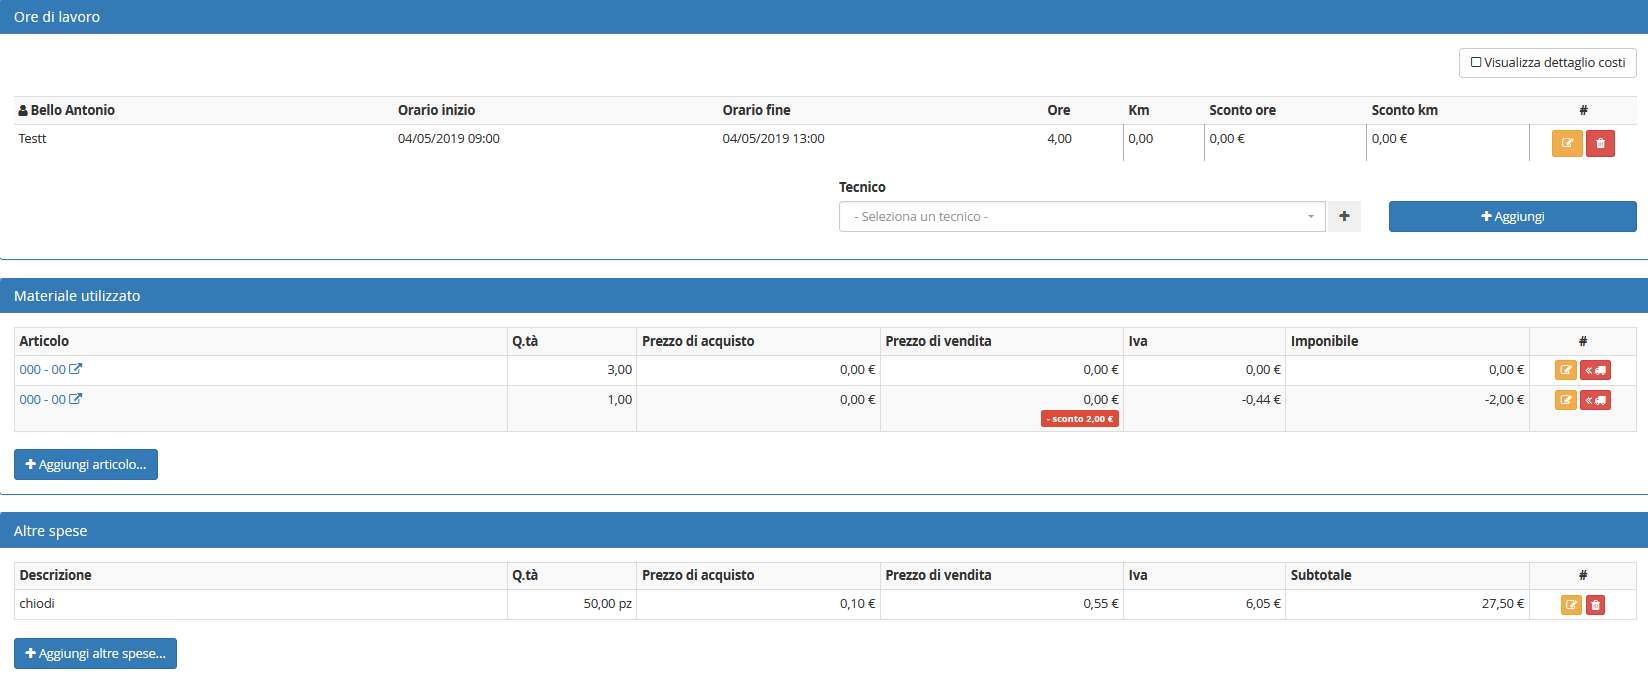 Ore di lavoro
Visualizza dettaglio costi
Bello Antonio Orario inizio Orario fine Ore Km Sconto ore Sconto km #
Testt 04/05/2019 09:00 04/05/2019 13:00 4,00 0,00 0,00 € 0,00 €
Tecnico
- Seleziona un tecnico - + + Aggiungi
Materiale utilizzato
Articolo Q.tà Prezzo di acquisto Prezzo di vendita Iva Imponibile #
000 - 00 3,00 0,00 € 0,00 € 0,00 € 0,00 € «
000 - 00 1,00 0,00 € 0,00 € -0,44 € -2,00 € «
- sconto 2,00 €
+ Aggiungi articolo...
Altre spese
Descrizione Q.tà Prezzo di acquisto Prezzo di vendita Iva Subtotale #
chiodi 50,00 pz 0,10 € 0,55 € 6,05 € 27,50 €
+ Aggiungi altre spese...